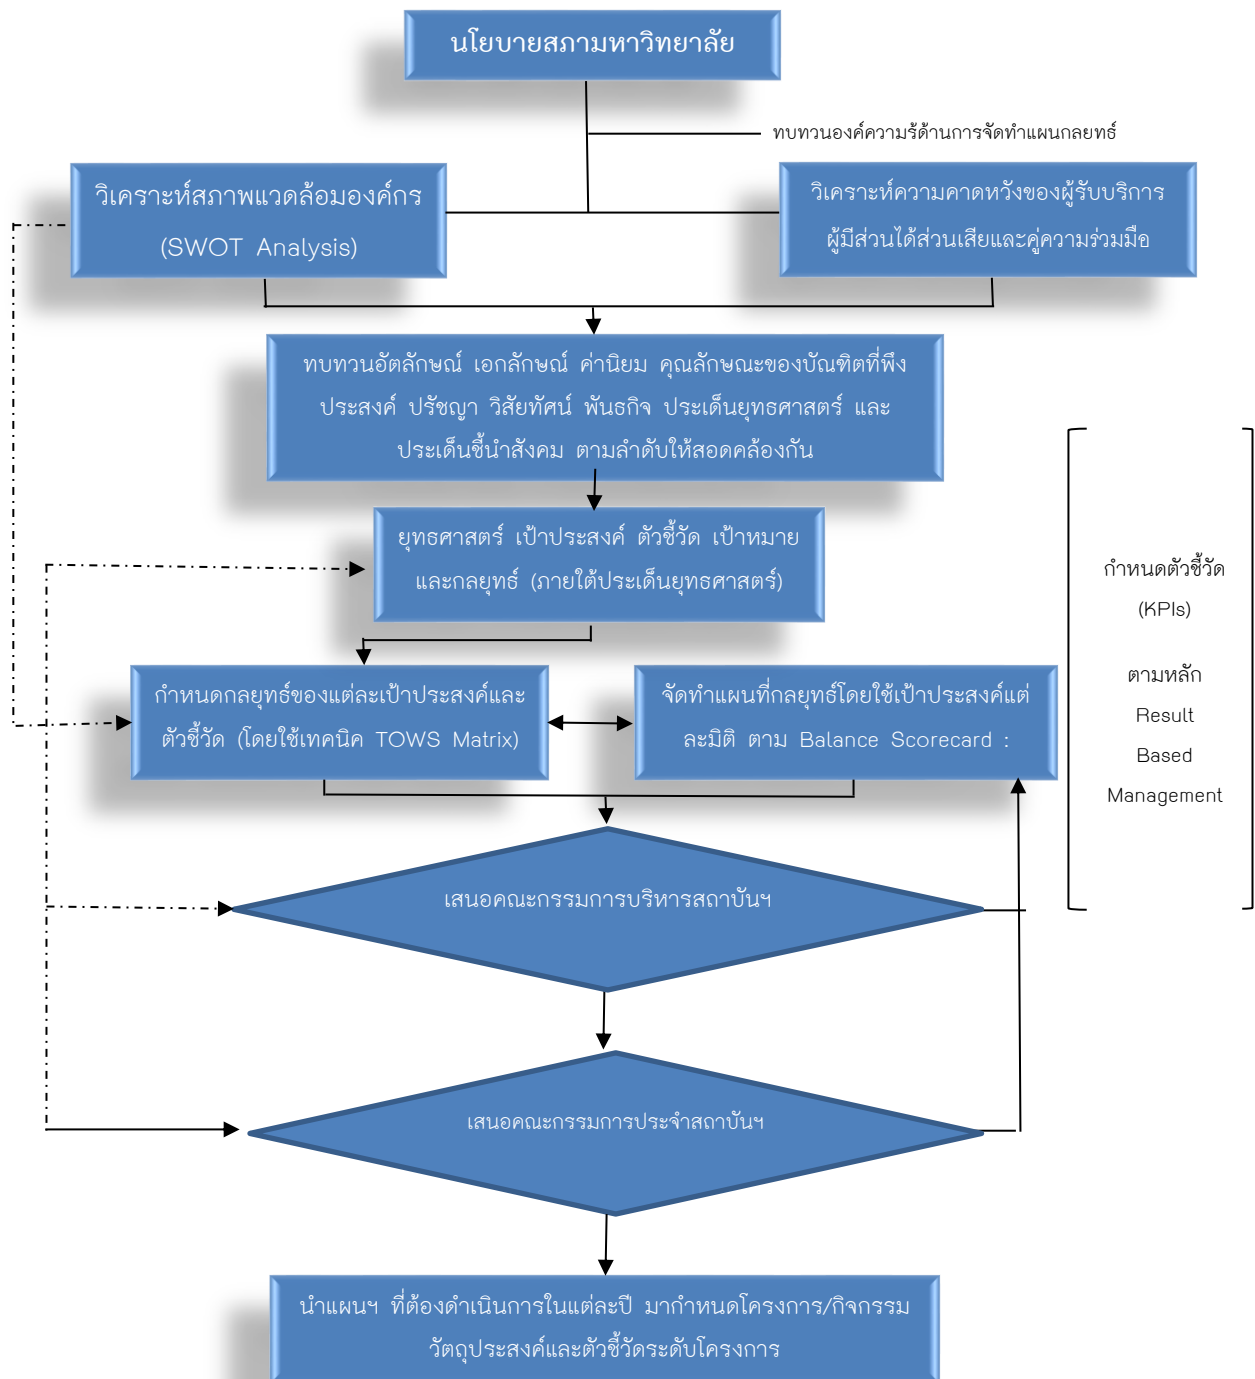 นโยบายสภามหาวิทยาลัย
ทบทวนองค์ความรู้ด้านการจัดทำแผนกลยุทธ์
วิเคราะห์สภาพแวดล้อมองค์กร
(SWOT Analysis)
วิเคราะห์ความคาดหวังของผู้รับบริการ
ผู้มีส่วนได้ส่วนเสียและคู่ความร่วมมือ
ทบทวนอัตลักษณ์ เอกลักษณ์ ค่านิยม คุณลักษณะของบัณฑิตที่พึง
ประสงค์ ปรัชญา วิสัยทัศน์ พันธกิจ ประเด็นยุทธศาสตร์ และ
ประเด็นชี้นำสังคม ตามลำดับให้สอดคล้องกัน
ยุทธศาสตร์ เป้าประสงค์ ตัวชี้วัด เป้าหมาย
และกลยุทธ์ (ภายใต้ประเด็นยุทธศาสตร์)
กำหนดตัวชี้วัด
(KPIs)
ตามหลัก
Result
Based
Management
กำหนดกลยุทธ์ของแต่ละเป้าประสงค์และ
ตัวชี้วัด (โดยใช้เทคนิค TOWS Matrix)
จัดทำแผนที่กลยุทธ์โดยใช้เป้าประสงค์แต่
ละมิติ ตาม Balance Scorecard :
เสนอคณะกรรมการบริหารสถาบันฯ
เสนอคณะกรรมการประจำสถาบันฯ
นำแผนฯ ที่ต้องดำเนินการในแต่ละปี มากำหนดโครงการ/กิจกรรม
วัตถุประสงค์และตัวชี้วัดระดับโครงการ